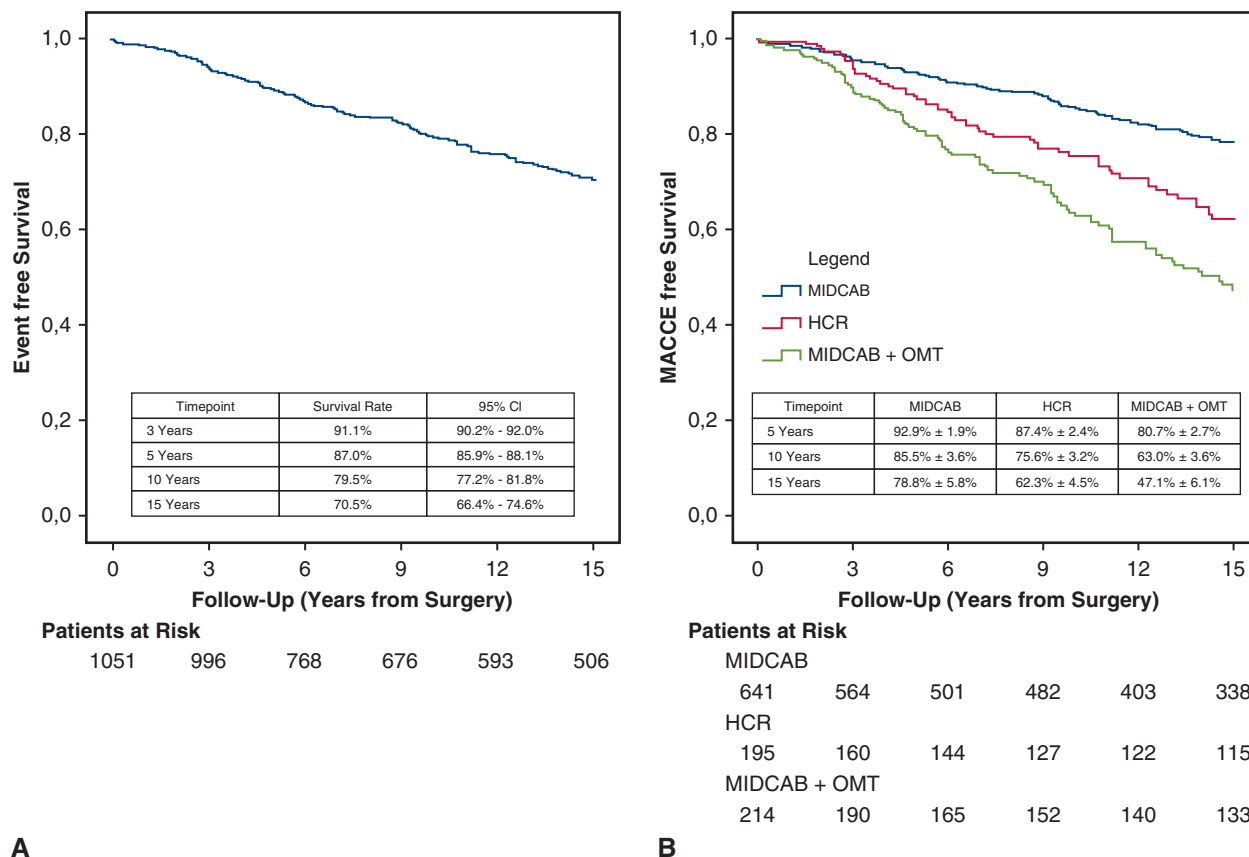 1,0
0,8
0,6
0,4
0,2
0,0
Event free Survival
Timepoint Survival Rate 95% CI
3 Years 91.1% 90.2% - 92.0%
5 Years 87.0% 85.9% - 88.1%
10 Years 79.5% 77.2% - 81.8%
15 Years 70.5% 66.4% - 74.6%
0 3 6 9 12 15
Follow-Up (Years from Surgery)
Patients at Risk
1051 996 768 676 593 506
A
1,0
0,8
0,6
0,4
0,2
0,0
MACCE free Survival
Legend
MIDCAB
HCR
MIDCAB + OMT
Timepoint MIDCAB HCR MIDCAB + OMT
5 Years 92.9% ± 1.9% 87.4% ± 2.4% 80.7% ± 2.7%
10 Years 85.5% ± 3.6% 75.6% ± 3.2% 63.0% ± 3.6%
15 Years 78.8% ± 5.8% 62.3% ± 4.5% 47.1% ± 6.1%
0 3 6 9 12 15
Follow-Up (Years from Surgery)
Patients at Risk
MIDCAB
641 564 501 482 403 338
HCR
195 160 144 127 122 115
MIDCAB + OMT
214 190 165 152 140 133
B